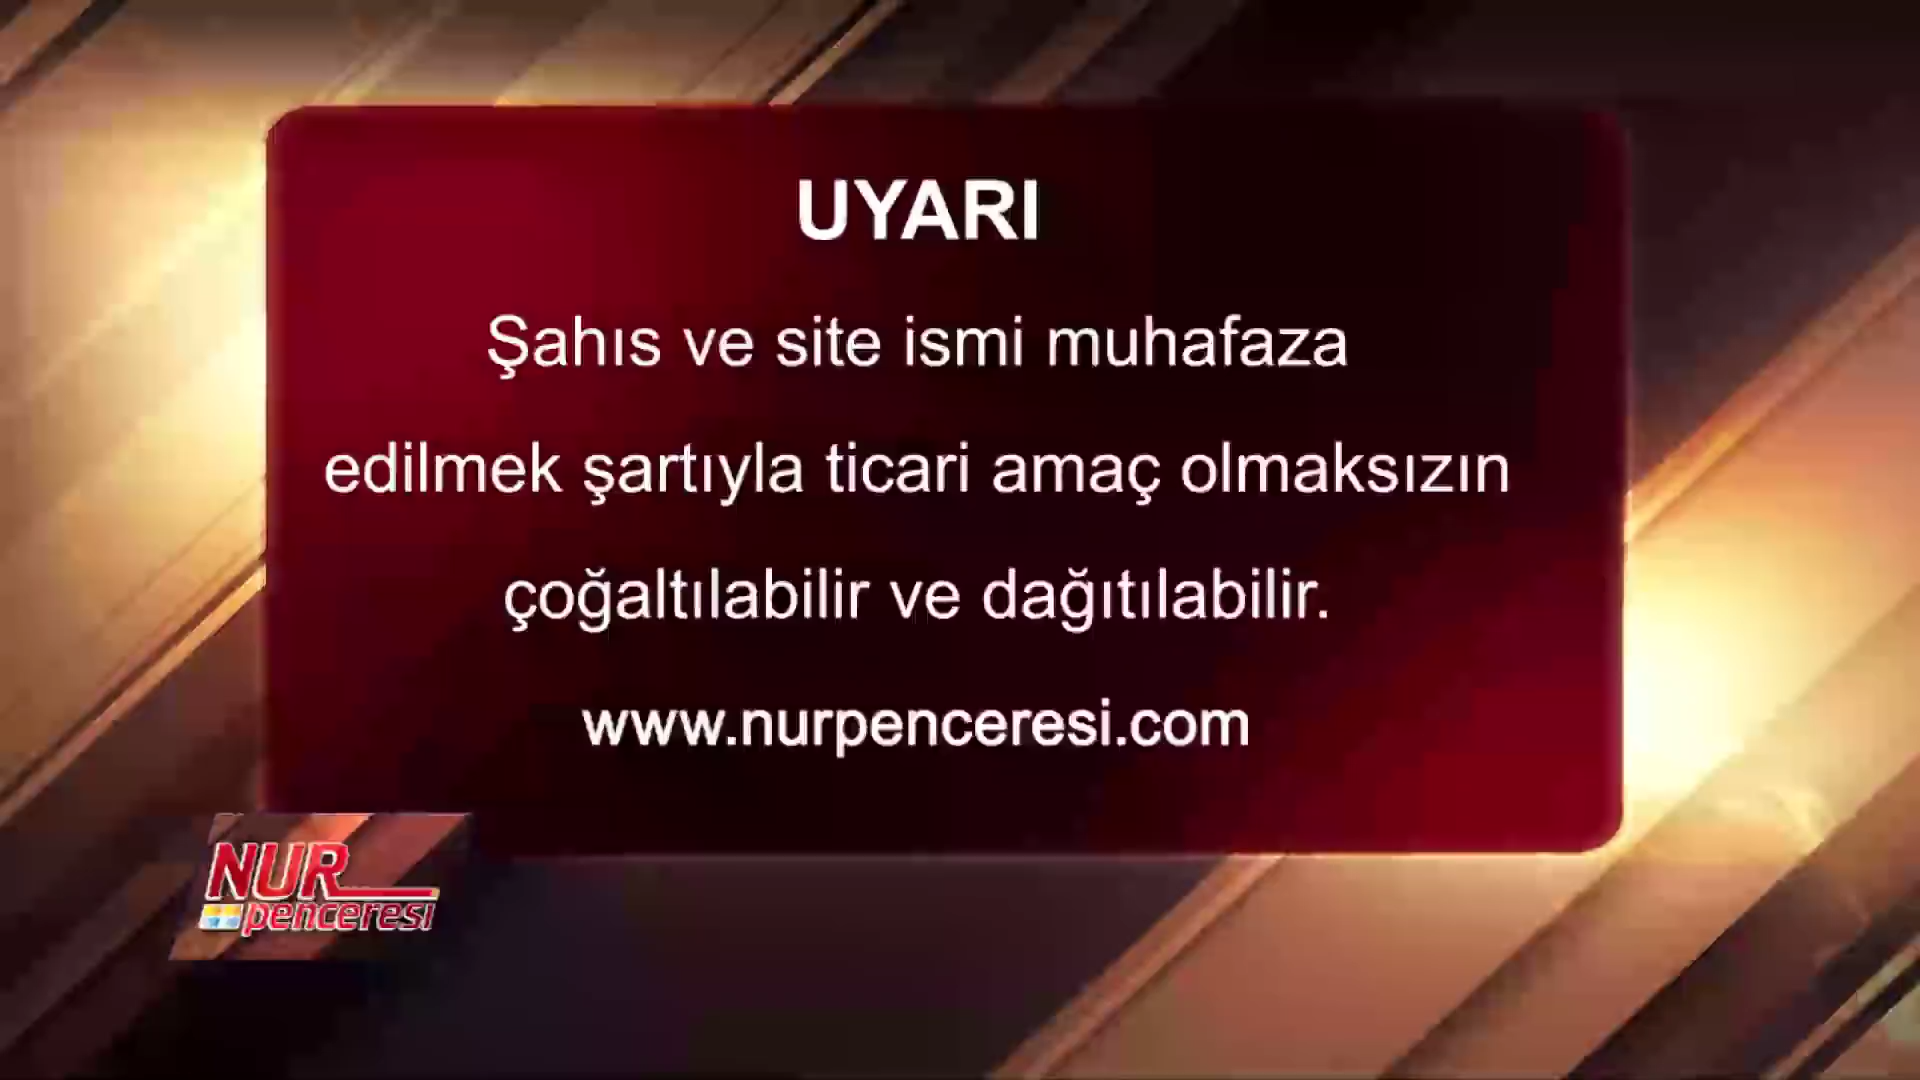 UYARI
Şahıs ve site ismi muhafaza
edilmek şartıyla ticari amaç olmaksızın
çoğaltılabilir ve dağıtılabilir.
www.nurpenceresi.com
NUR
penceresi